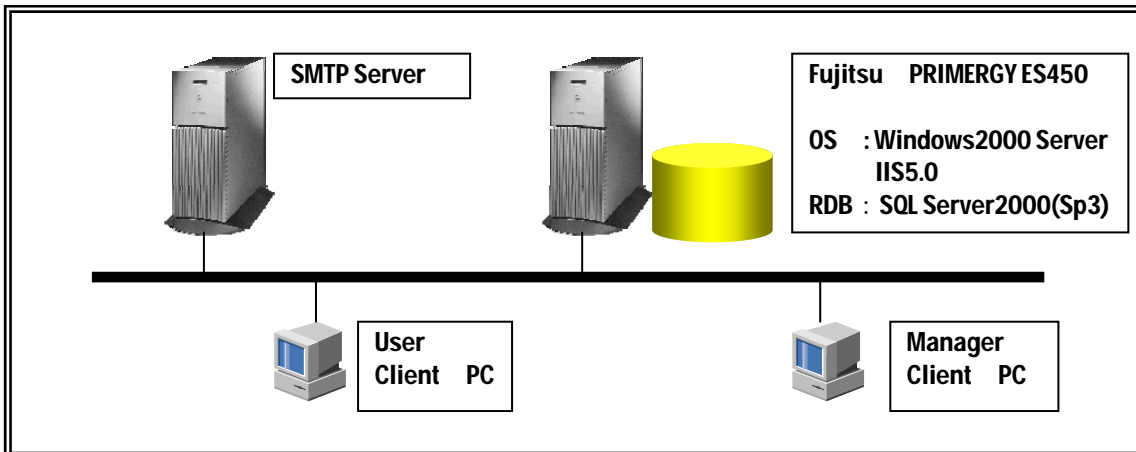 SMTP Server
Fujitsu PRIMERGY ES450
OS : Windows2000 Server
IIS5.0
RDB : SQL Server2000(Sp3)
User
Client PC
Manager
Client PC